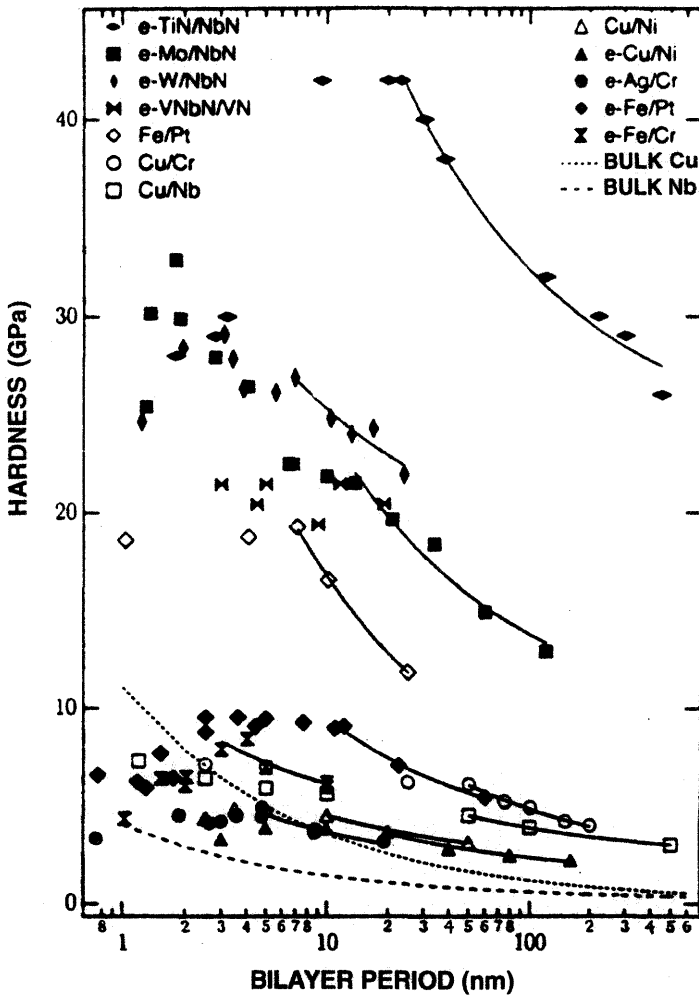 e-TiN/NbN
e-Mo/NbN
e-W/NbN
e-VNbN/VN
Fe/Pt
Cu/Cr
Cu/Nb
Cu/Ni
e-Cu/Ni
e-Ag/Cr
e-Fe/Pt
e-Fe/Cr
BULK Cu
BULK Nb
HARDNESS (GPa)
40
30
20
10
0
8 2 3 4 5 6 7 8 2 3 4 5 6 7 8 2 3 4 5 6
1 10 100
BILAYER PERIOD (nm)